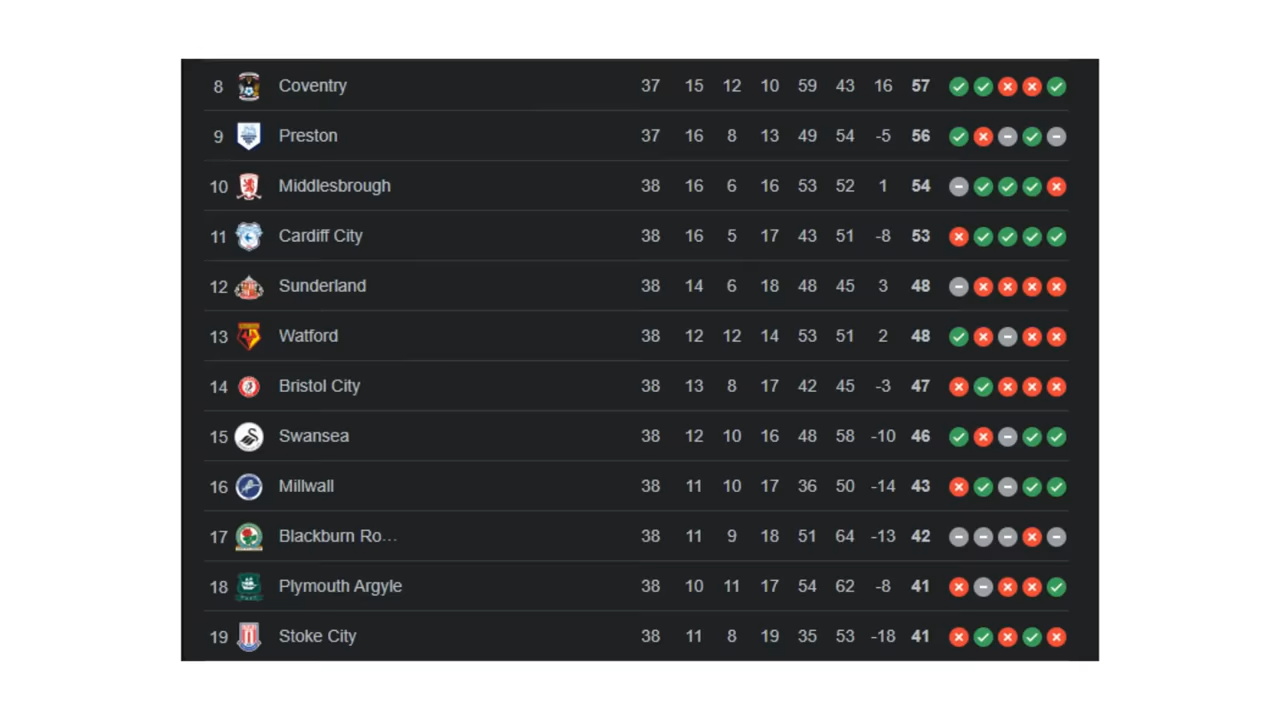 8 Coventry 37 15 12 10 59 43 16 57
9 Preston 37 16 8 13 49 54 -5 56
10 Middlesbrough 38 16 6 16 53 52 1 54
11 Cardiff City 38 16 5 17 43 51 -8 53
12 Sunderland 38 14 6 18 48 45 3 48
13 Watford 38 12 12 14 53 51 2 48
14 Bristol City 38 13 8 17 42 45 -3 47
15 Swansea 38 12 10 16 48 58 -10 46
16 Millwall 38 11 10 17 36 50 -14 43
17 Blackburn Ro... 38 11 9 18 51 64 -13 42
18 Plymouth Argyle 38 10 11 17 54 62 -8 41
19 Stoke City 38 11 8 19 35 53 -18 41